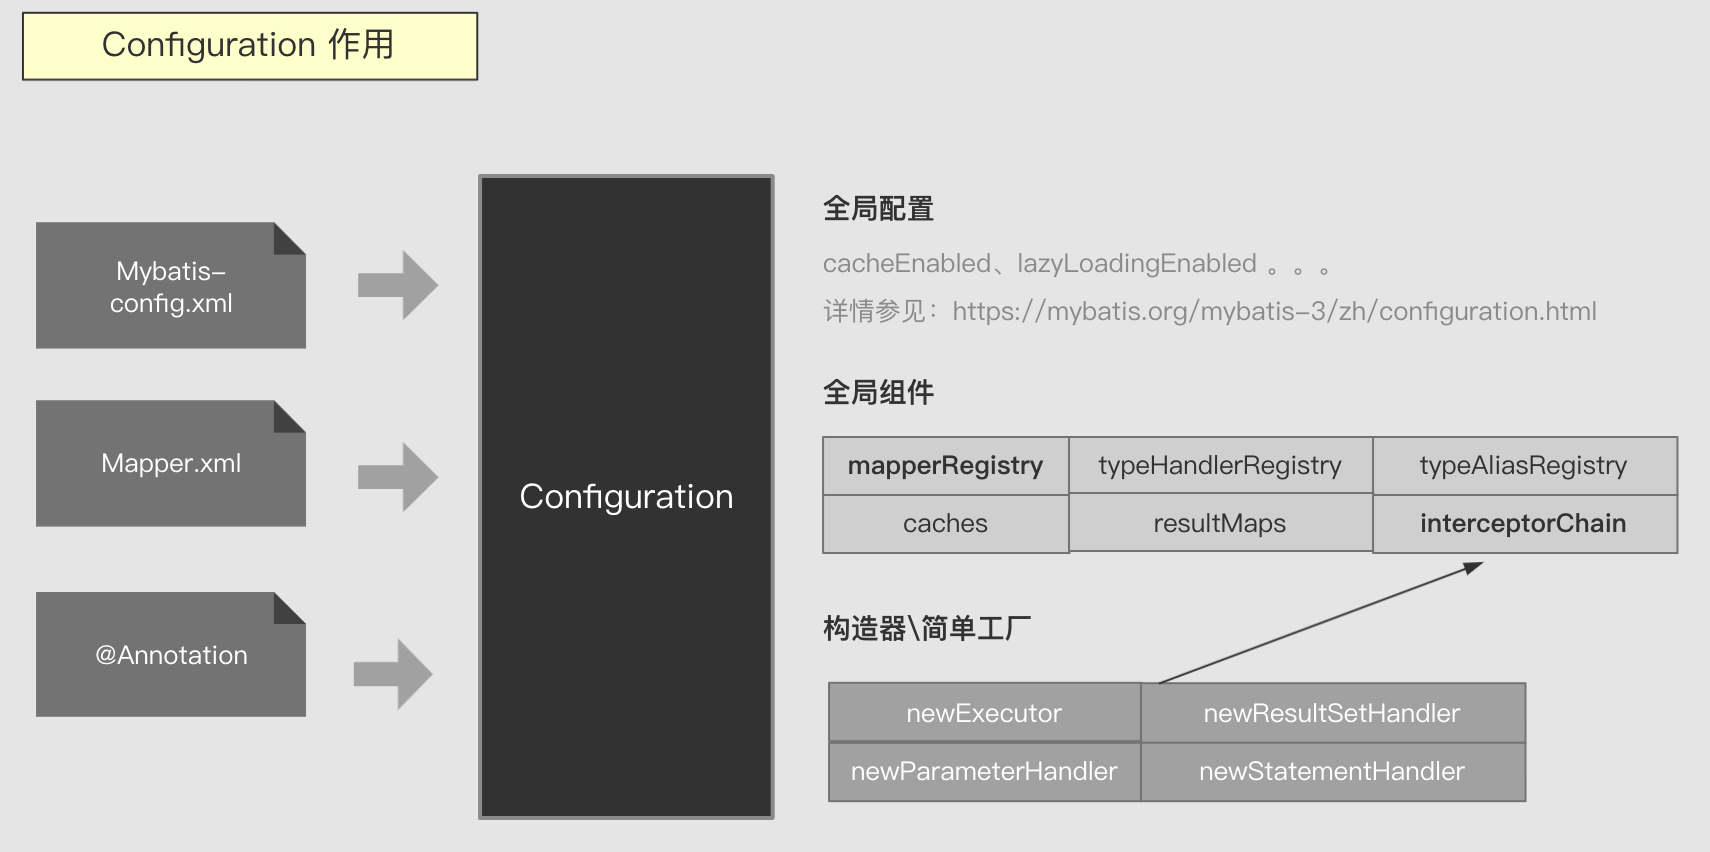 Configuration 作用
Mybatis-
config.xml
Mapper.xml
@Annotation
Configuration
全局配置
cacheEnabled、lazyLoadingEnabled 。。。
详情参见：https://mybatis.org/mybatis-3/zh/configuration.html
全局组件
mapperRegistry typeHandlerRegistry typeAliasRegistry
caches resultMaps interceptorChain
构造器\简单工厂
newExecutor newResultSetHandler
newParameterHandler newStatementHandler